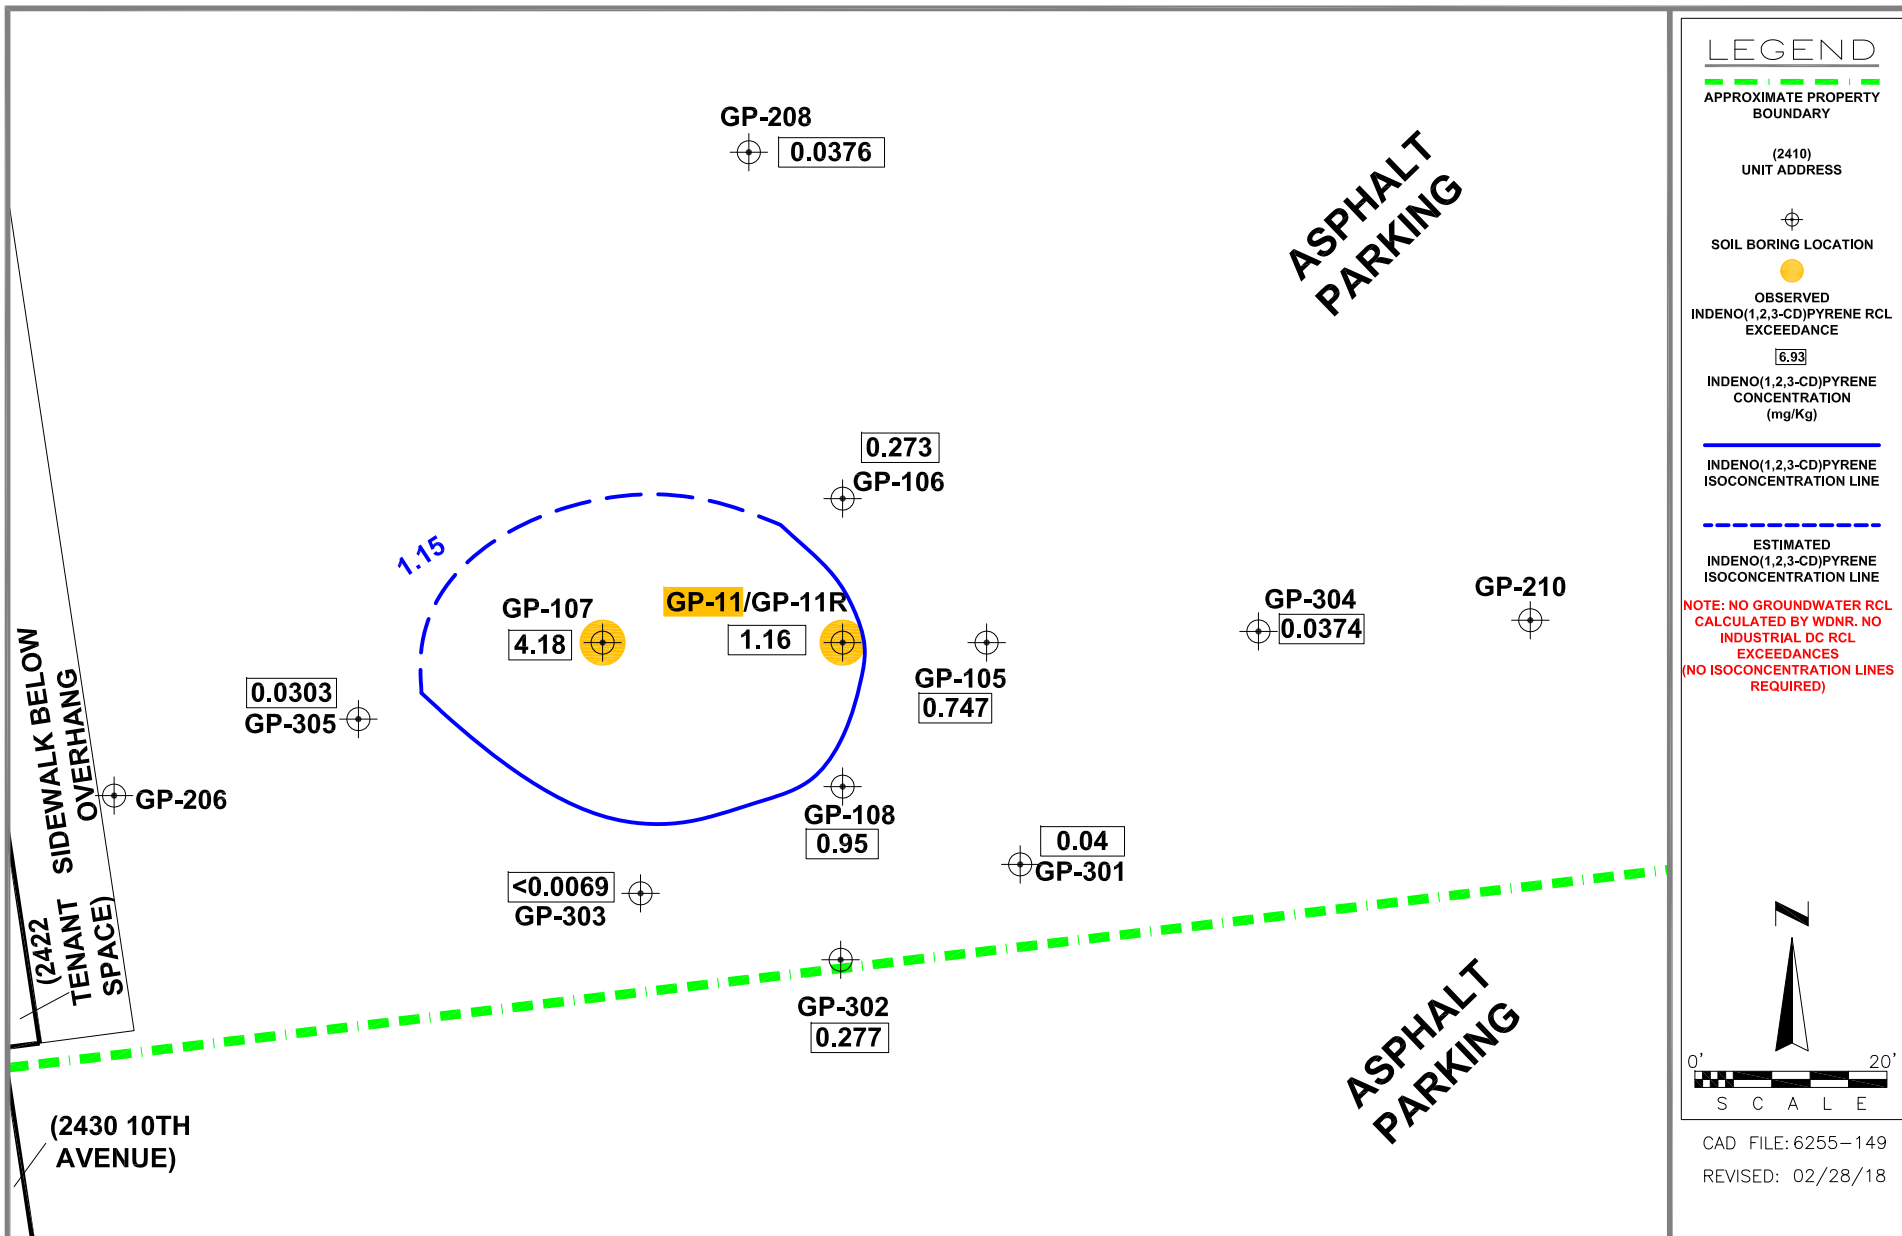 GP-208
0.0376
ASPHALT
PARKING
0.273
GP-106
1.15
GP-107
4.18
GP-11/GP-11R
1.16
GP-105
0.747
GP-304
0.0374
GP-210
0.0303
GP-305
GP-206
SIDEWALK BELOW
OVERHANG
(2422
TENANT
SPACE)
GP-108
0.95
0.04
GP-301
<0.0069
GP-303
GP-302
0.277
ASPHALT
PARKING
(2430 10TH
AVENUE)
LEGEND
APPROXIMATE PROPERTY
BOUNDARY
(2410)
UNIT ADDRESS
SOIL BORING LOCATION
OBSERVED
INDENO(1,2,3-CD)PYRENE RCL
EXCEEDANCE
6.93
INDENO(1,2,3-CD)PYRENE
CONCENTRATION
(mg/Kg)
INDENO(1,2,3-CD)PYRENE
ISOCONCENTRATION LINE
ESTIMATED
INDENO(1,2,3-CD)PYRENE
ISOCONCENTRATION LINE
NOTE: NO GROUNDWATER RCL
CALCULATED BY WDNR. NO
INDUSTRIAL DC RCL
EXCEEDANCES
(NO ISOCONCENTRATION LINES
REQUIRED)
N
0' 20'
SCALE
CAD FILE: 6255-149
REVISED: 02/28/18